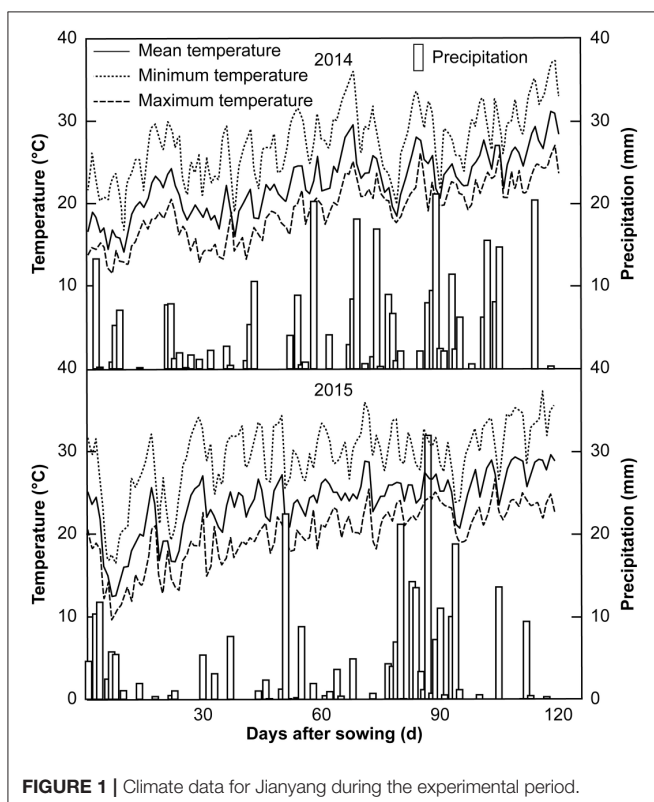 40
30
20
10
40
Temperature (°C)
Mean temperature
Minimum temperature
Maximum temperature
2014
Precipitation
40
30
20
10
40
Precipitation (mm)
30
20
10
0
Temperature (°C)
2015
30
20
10
0
Precipitation (mm)
30 60 90 120
Days after sowing (d)
FIGURE 1 | Climate data for Jianyang during the experimental period.